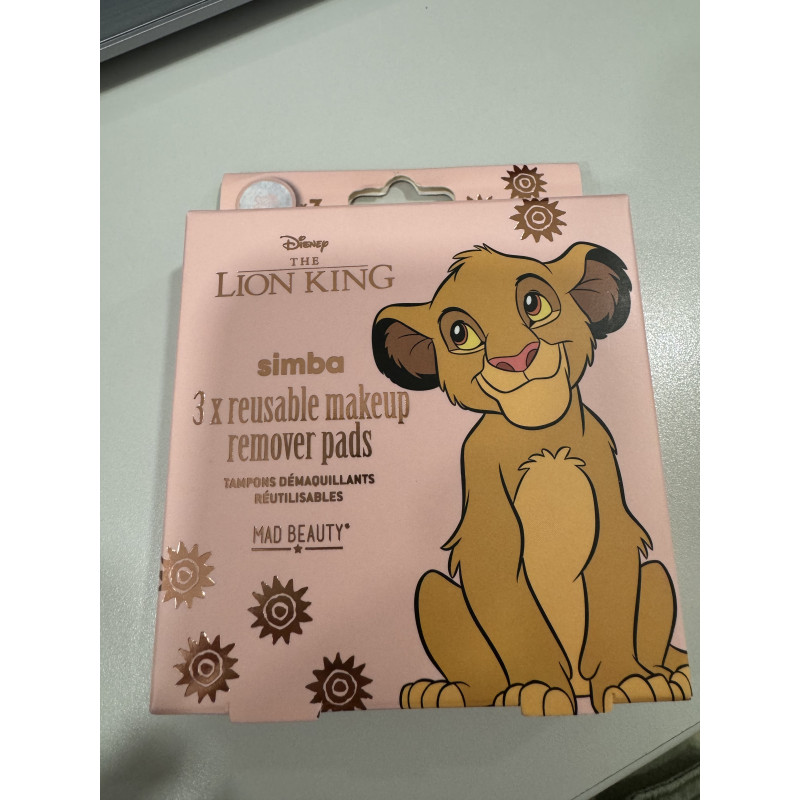 Disney
THE
LION KING
simba
3 x reusable makeup
remover pads
TAMPONS DÉMAQUILLANTS
RÉUTILISABLES
MAD BEAUTY